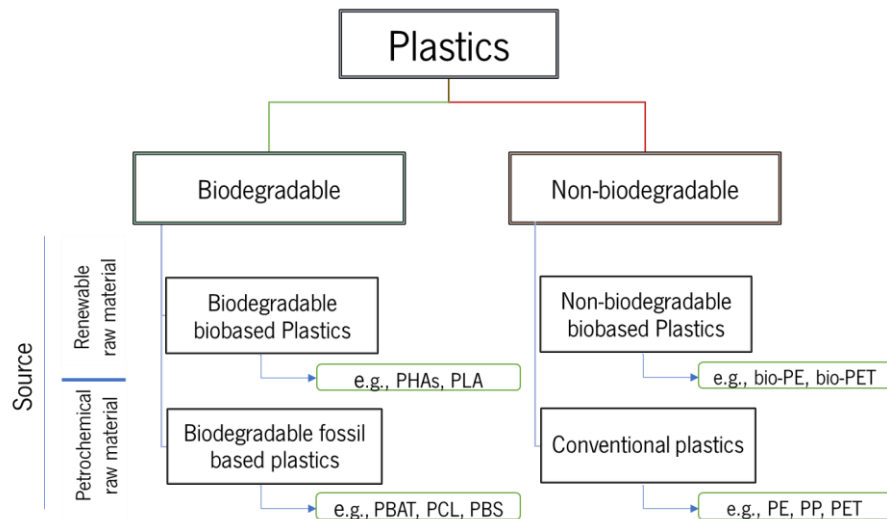 Plastics
Biodegradable
Non-biodegradable
Source
Renewable
raw material
Biodegradable
biobased Plastics
e.g., PHAs, PLA
Non-biodegradable
biobased Plastics
e.g., bio-PE, bio-PET
Petrochemical
raw material
Biodegradable fossil
based plastics
e.g., PBAT, PCL, PBS
Conventional plastics
e.g., PE, PP, PET